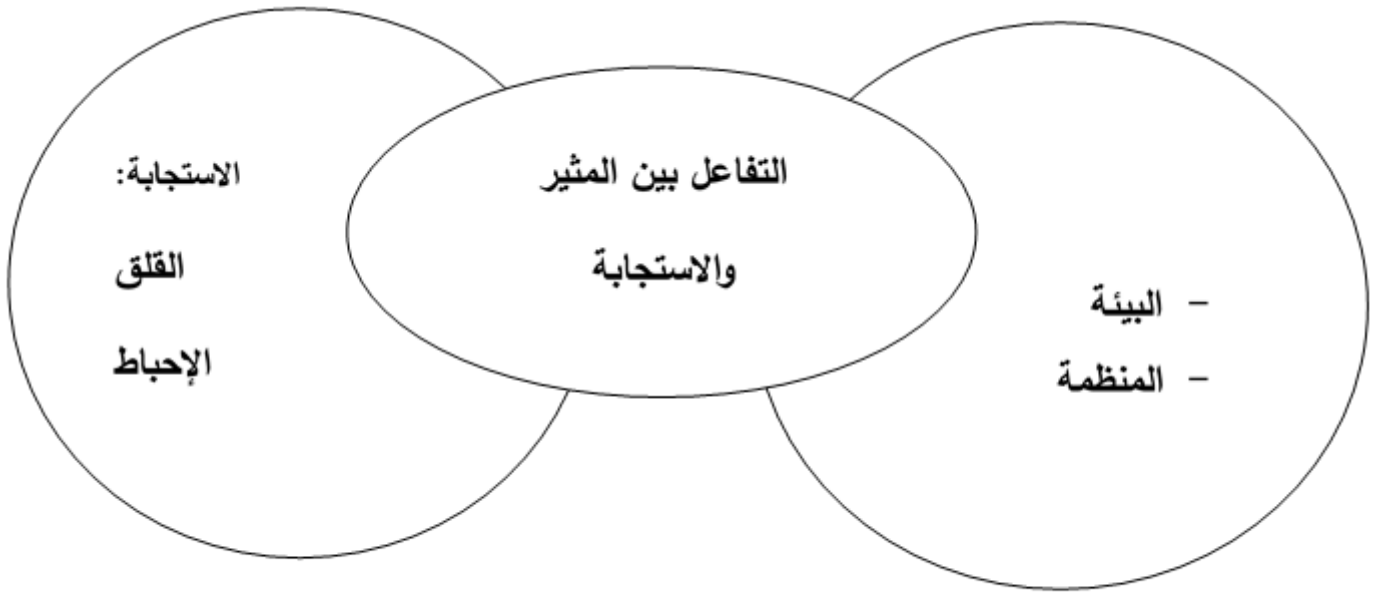 - البيئة
- المنظمة
التفاعل بين المثير
والاستجابة
الاستجابة:
القلق
الإحباط